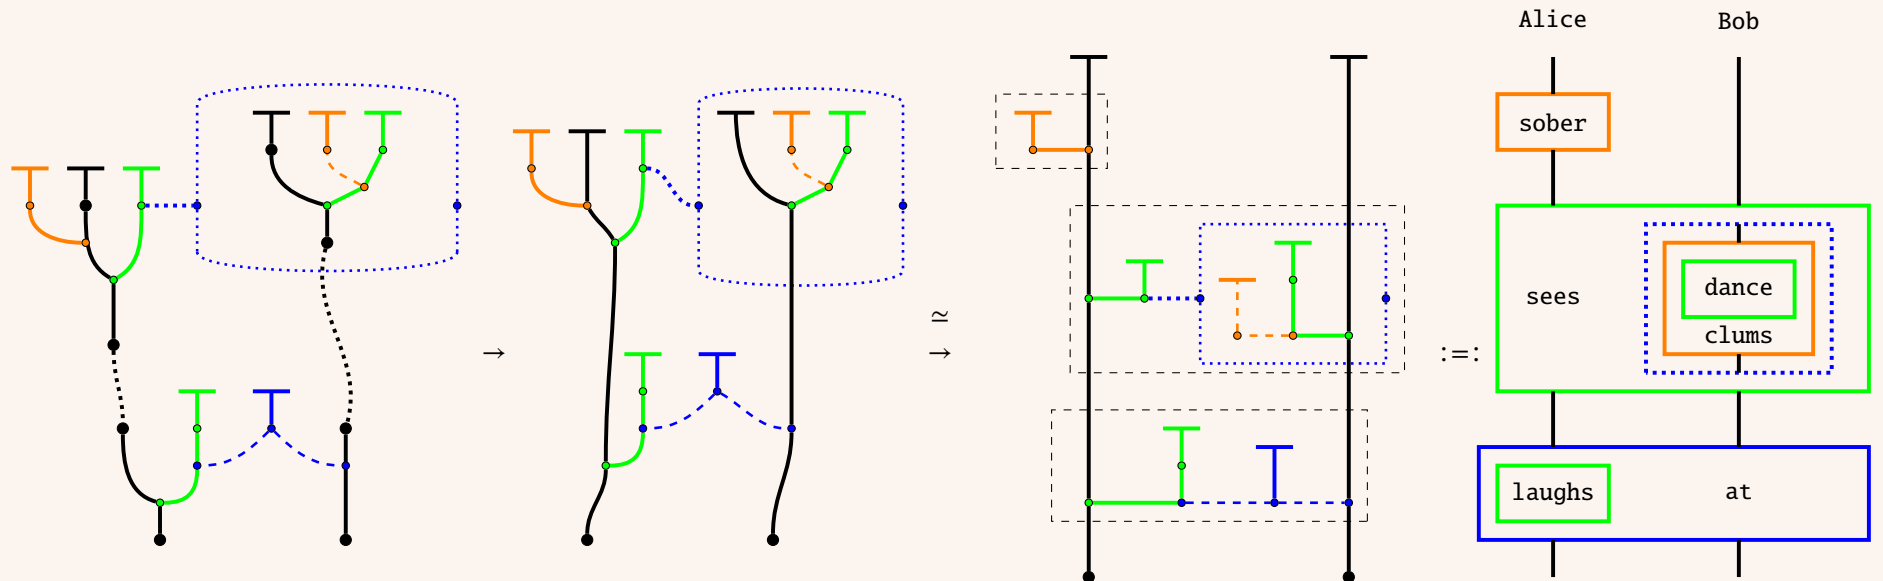 Alice Bob
sober
sees
dance
clums
laughs at
→
≃
→
:=: